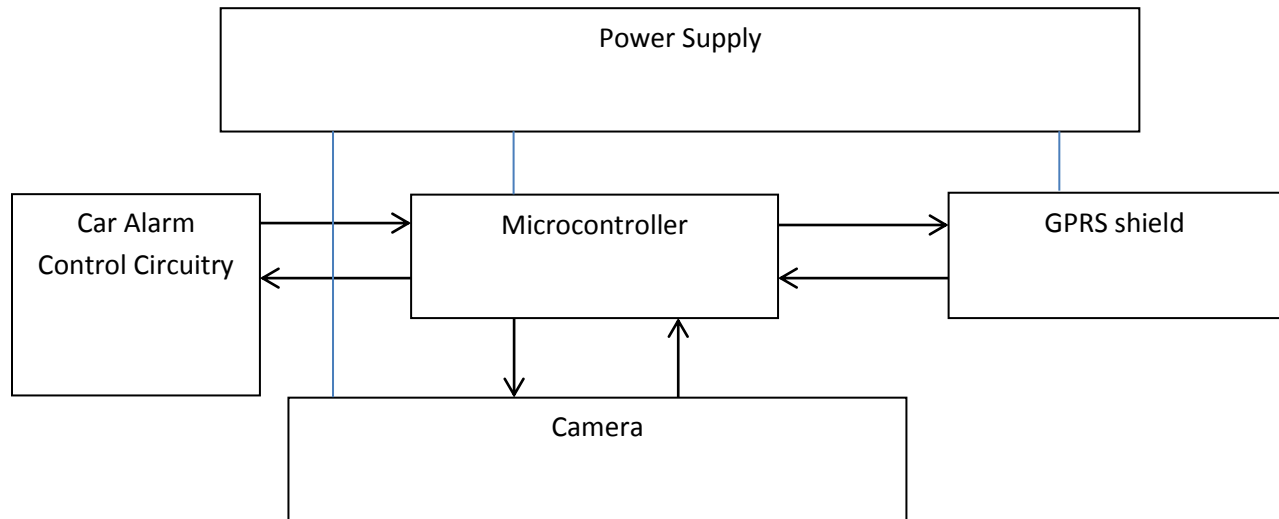 Power Supply
Car Alarm
Control Circuitry
Microcontroller
GPRS shield
Camera